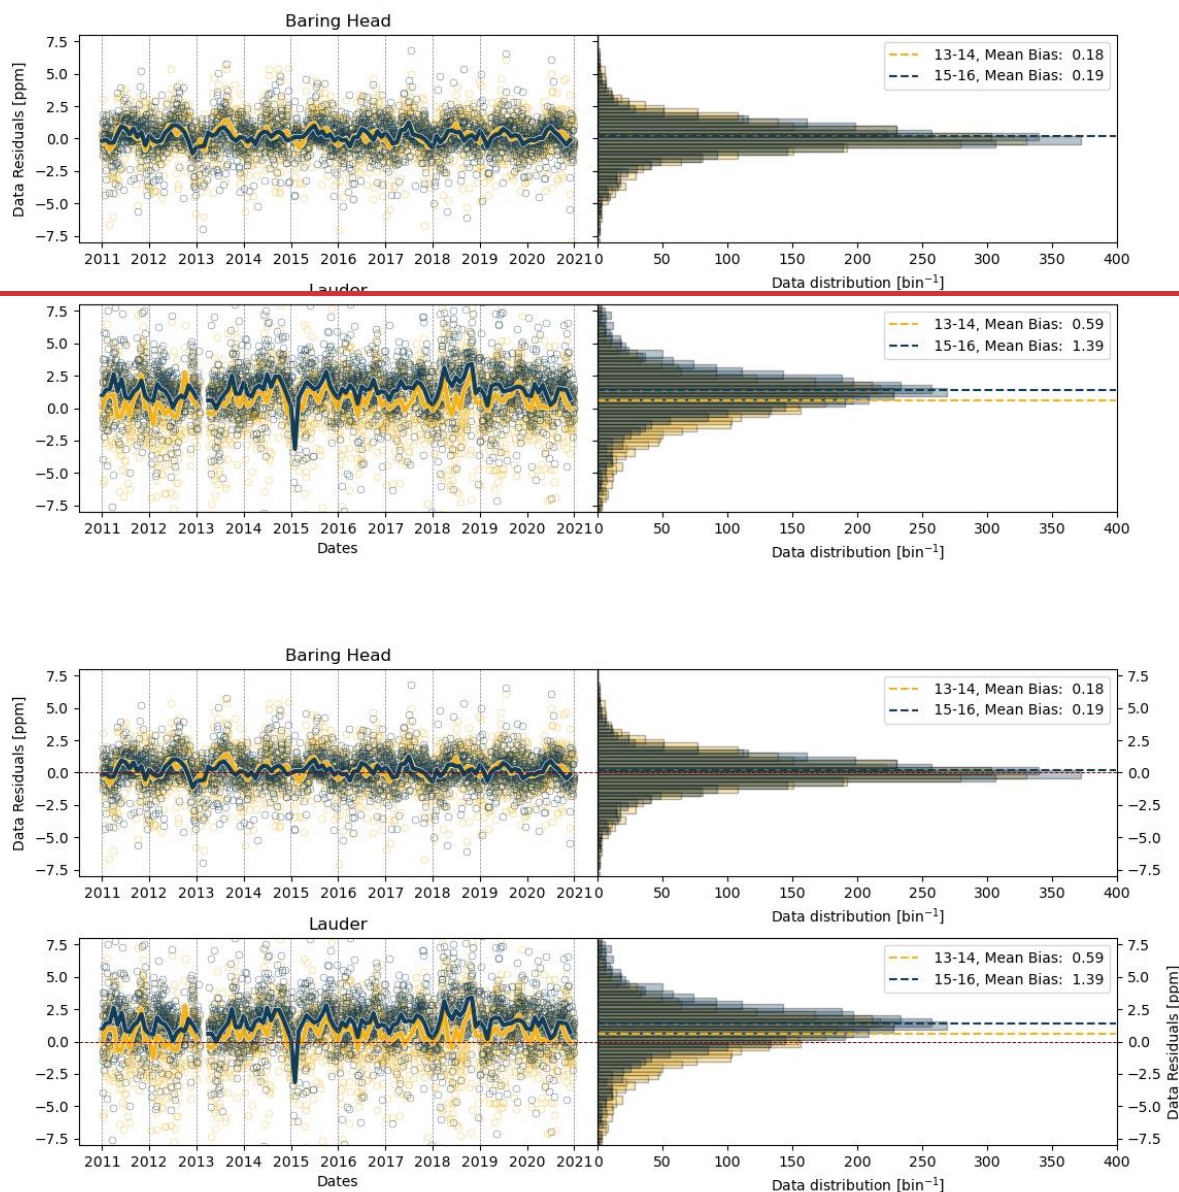 Baring Head
7.5
5.0
2.5
0.0
−2.5
−5.0
−7.5
Data Residuals [ppm]
2011 2012 2013 2014 2015 2016 2017 2018 2019 2020 2021
13-14, Mean Bias: 0.18
15-16, Mean Bias: 0.19
0 50 100 150 200 250 300 350 400
Data distribution [bin⁻¹]
Lauder
7.5
5.0
2.5
0.0
−2.5
−5.0
−7.5
Data Residuals [ppm]
2011 2012 2013 2014 2015 2016 2017 2018 2019 2020 2021
Dates
13-14, Mean Bias: 0.59
15-16, Mean Bias: 1.39
0 50 100 150 200 250 300 350 400
Data distribution [bin⁻¹]
Baring Head
7.5
5.0
2.5
0.0
−2.5
−5.0
−7.5
Data Residuals [ppm]
2011 2012 2013 2014 2015 2016 2017 2018 2019 2020 2021
13-14, Mean Bias: 0.18
15-16, Mean Bias: 0.19
0 50 100 150 200 250 300 350 400
Data distribution [bin⁻¹]
7.5
5.0
2.5
0.0
−2.5
−5.0
−7.5
Lauder
7.5
5.0
2.5
0.0
−2.5
−5.0
−7.5
2011 2012 2013 2014 2015 2016 2017 2018 2019 2020 2021
Dates
13-14, Mean Bias: 0.59
15-16, Mean Bias: 1.39
0 50 100 150 200 250 300 350 400
Data distribution [bin⁻¹]
7.5
5.0
2.5
0.0
−2.5
−5.0
−7.5
Data Residuals [ppm]